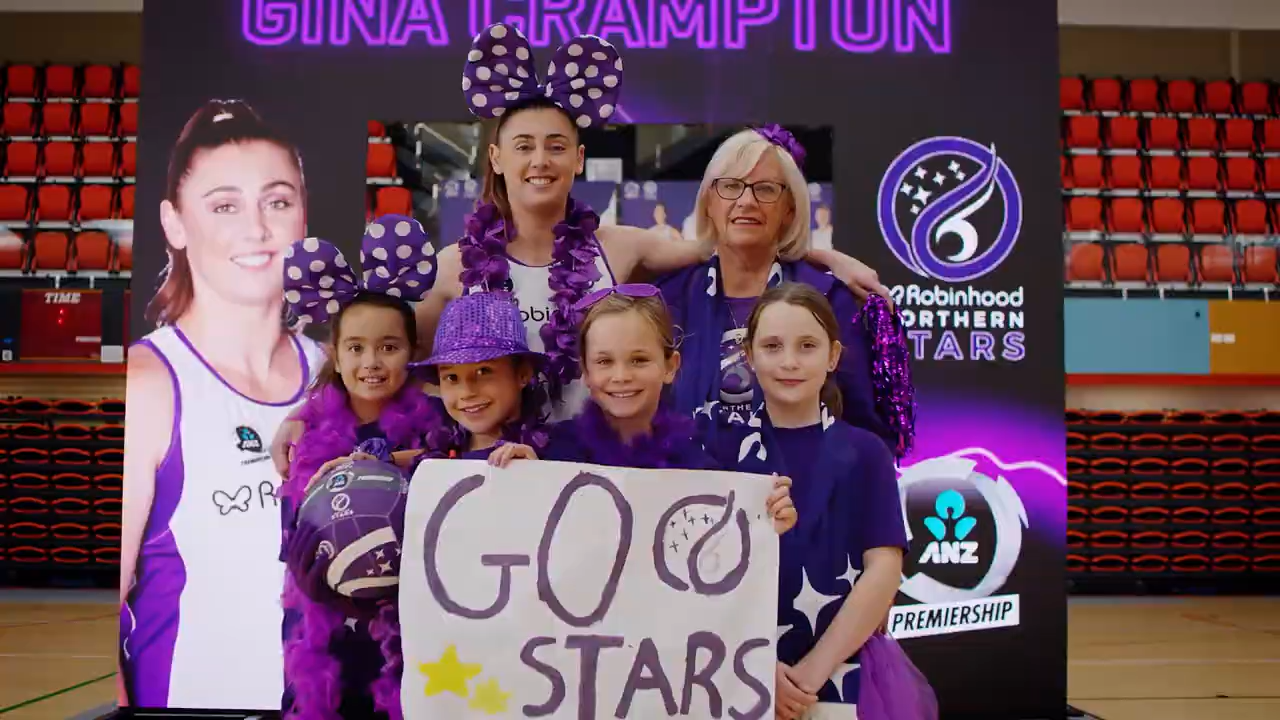 GINA CRAMPTON
Robinhood
NORTHERN
STARS
TIME
ANZ
PREMIERSHIP
GO
STARS